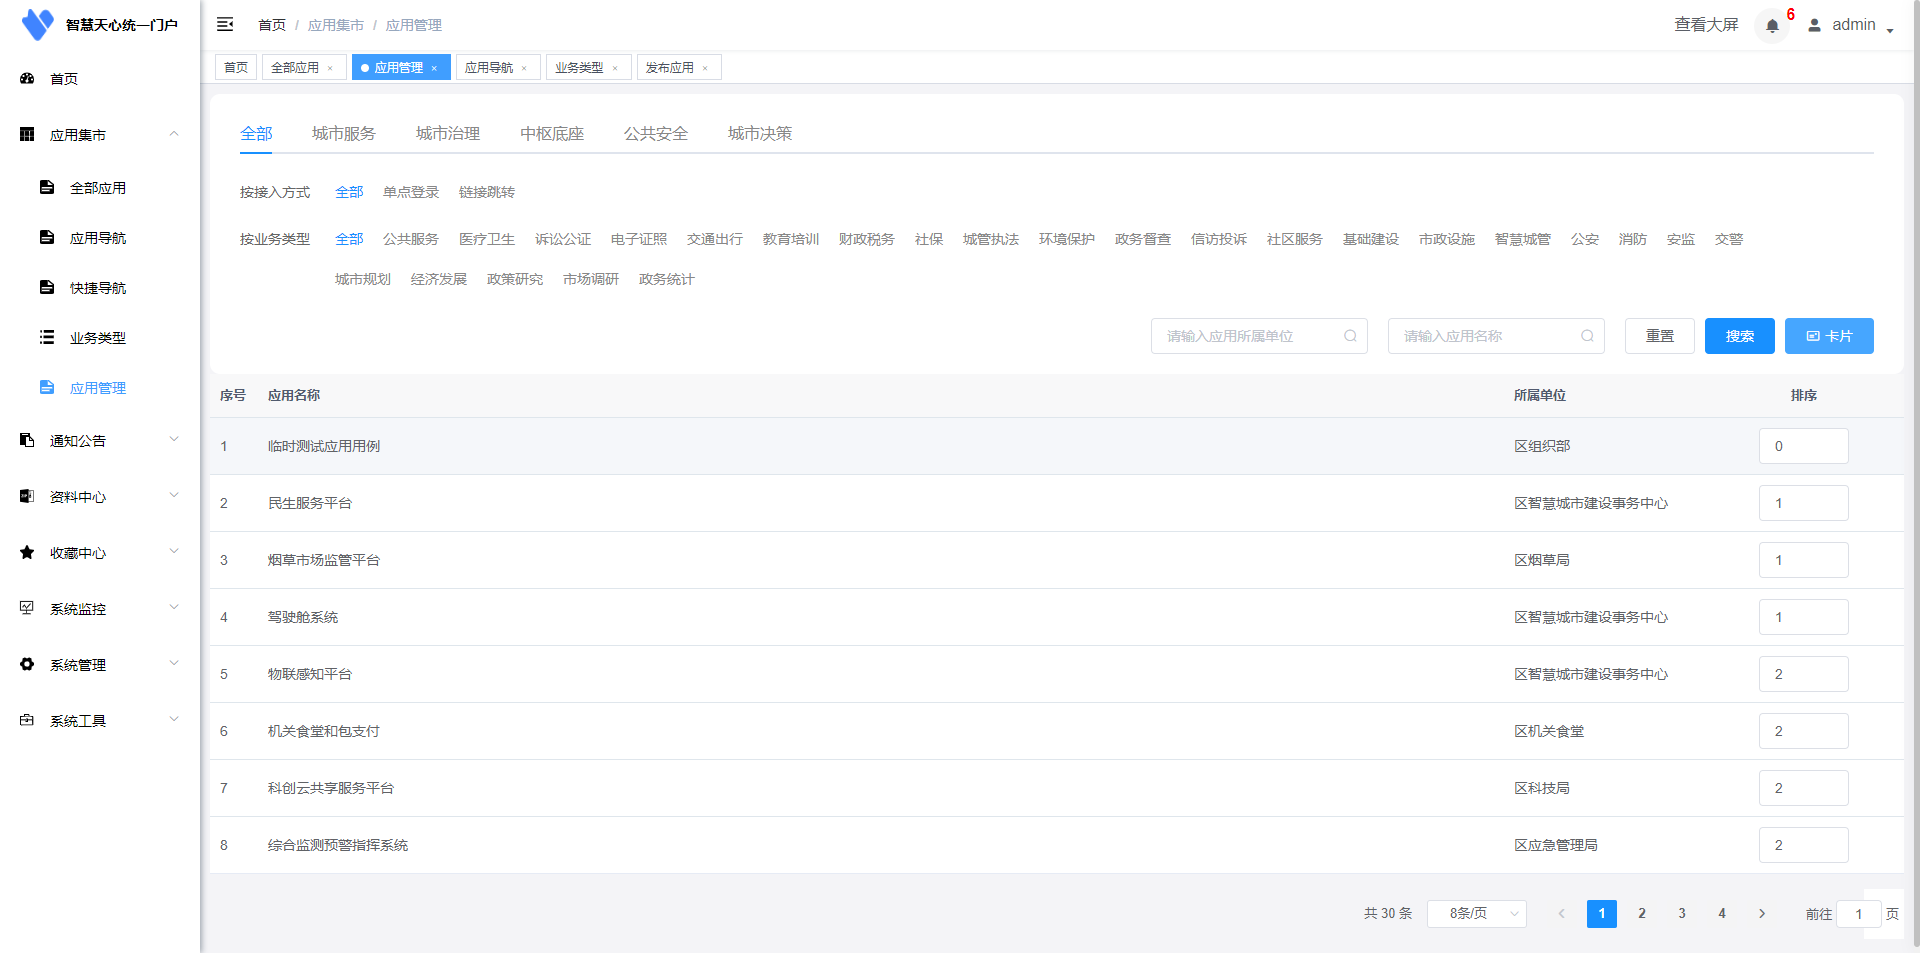 智慧天心统一门户
首页 / 应用集市 / 应用管理
查看大屏 6 admin
首页 全部应用 × 应用管理 × 应用导航 × 业务类型 × 发布应用 ×
首页
应用集市
全部应用
应用导航
快捷导航
业务类型
应用管理
通知公告
资料中心
收藏中心
系统监控
系统管理
系统工具
全部 城市服务 城市治理 中枢底座 公共安全 城市决策
按接入方式 全部 单点登录 链接跳转
按业务类型 全部 公共服务 医疗卫生 诉讼公证 电子证照 交通出行 教育培训 财政税务 社保 城管执法 环境保护 政务督查 信访投诉 社区服务 基础建设 市政设施 智慧城管 公安 消防 安监 交警
城市规划 经济发展 政策研究 市场调研 政务统计
请输入应用所属单位 请输入应用名称 重置 搜索 卡片
序号 应用名称 所属单位 排序
1 临时测试应用用例 区组织部 0
2 民生服务平台 区智慧城市建设事务中心 1
3 烟草市场监管平台 区烟草局 1
4 驾驶舱系统 区智慧城市建设事务中心 1
5 物联感知平台 区智慧城市建设事务中心 2
6 机关食堂和包支付 区机关食堂 2
7 科创云共享服务平台 区科技局 2
8 综合监测预警指挥系统 区应急管理局 2
共 30 条 8条/页 1 2 3 4 前往 1 页